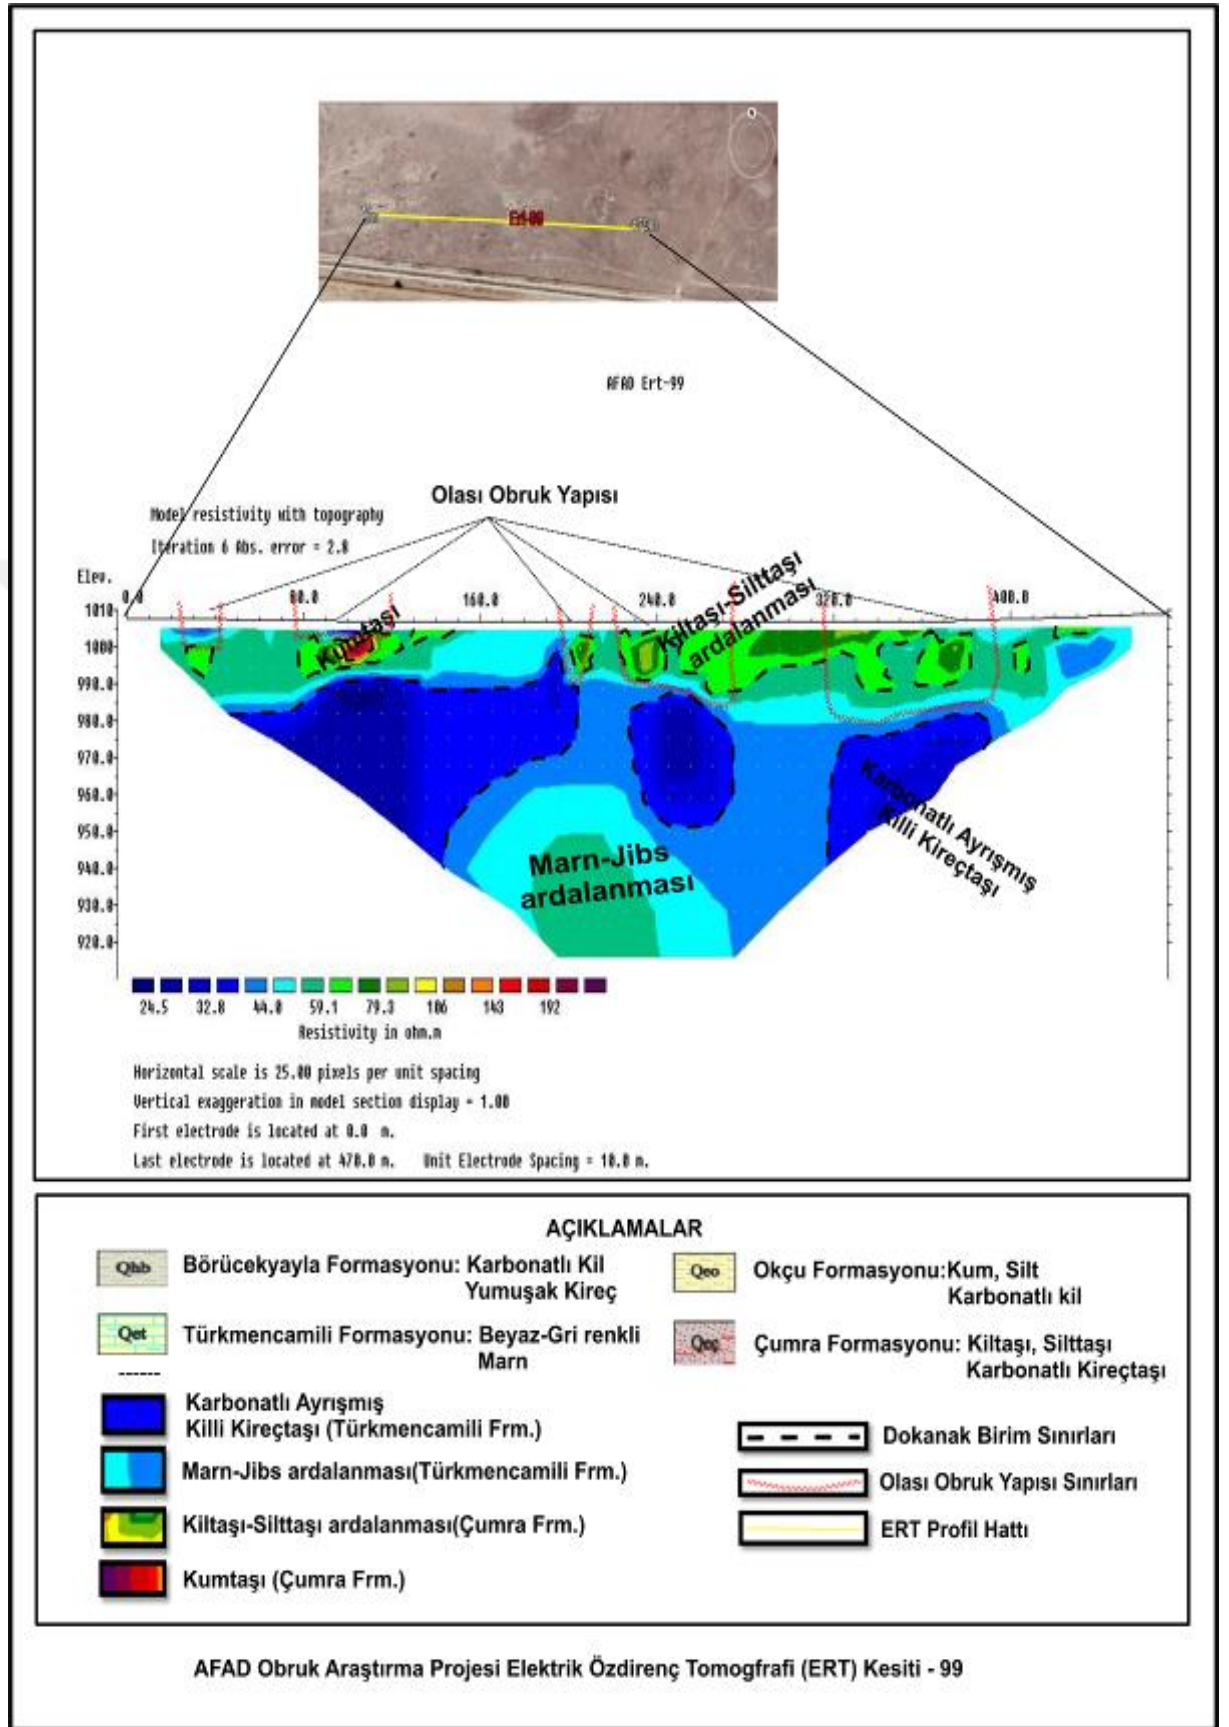 Ert-99
AFAD Ert-99
Olası Obruk Yapısı
Model resistivity with topography
Iteration 6 Abs. error = 2.8
Elev.
0.0 80.0 160.0 240.0 320.0 400.0
1010
1000
990.0
980.0
970.0
960.0
950.0
940.0
930.0
920.0
Kumtaşı
Kiltaşı-Silttaşı
ardalanması
Karbonatlı Ayrışmış
Killi Kireçtaşı
Marn-Jibs
ardalanması
24.5 32.8 44.0 59.1 79.3 106 143 192
Resistivity in ohm.m
Horizontal scale is 25.00 pixels per unit spacing
Vertical exaggeration in model section display = 1.00
First electrode is located at 0.0 m.
Last electrode is located at 470.0 m. Unit Electrode Spacing = 10.0 m.
AÇIKLAMALAR
Qhb Börücekyayla Formasyonu: Karbonatlı Kil
Yumuşak Kireç
Qeo Okçu Formasyonu:Kum, Silt
Karbonatlı kil
Qet Türkmencamili Formasyonu: Beyaz-Gri renkli
Marn
Qeç Çumra Formasyonu: Kiltaşı, Silttaşı
Karbonatlı Kireçtaşı
Karbonatlı Ayrışmış
Killi Kireçtaşı (Türkmencamili Frm.)
Marn-Jibs ardalanması(Türkmencamili Frm.)
Kiltaşı-Silttaşı ardalanması(Çumra Frm.)
Kumtaşı (Çumra Frm.)
Dokanak Birim Sınırları
Olası Obruk Yapısı Sınırları
ERT Profil Hattı
AFAD Obruk Araştırma Projesi Elektrik Özdirenç Tomogfrafi (ERT) Kesiti - 99